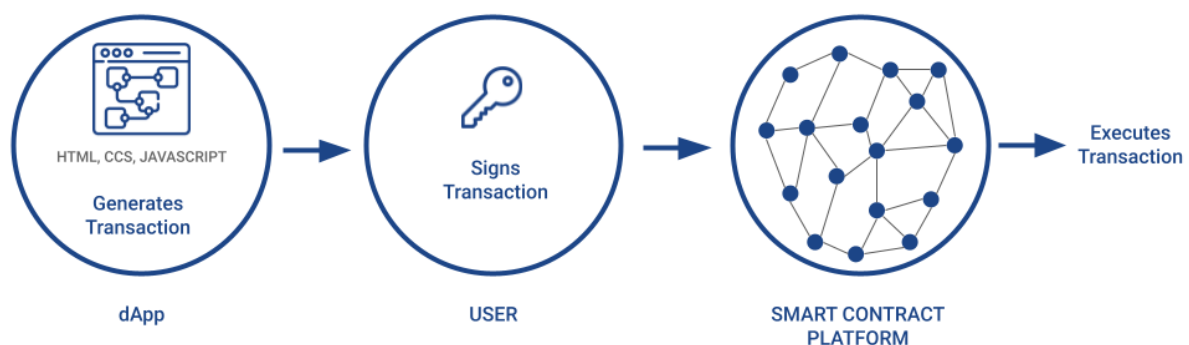 HTML, CCS, JAVASCRIPT
Generates
Transaction
dApp
Signs
Transaction
USER
SMART CONTRACT
PLATFORM
Executes
Transaction